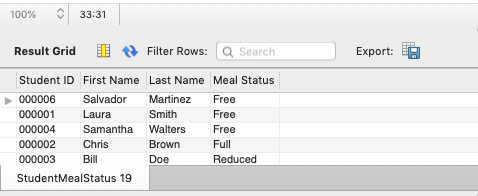 100% 33:31
Result Grid Filter Rows: Search Export:
Student ID First Name Last Name Meal Status
000006 Salvador Martinez Free
000001 Laura Smith Free
000004 Samantha Walters Free
000002 Chris Brown Full
000003 Bill Doe Reduced
StudentMealStatus 19